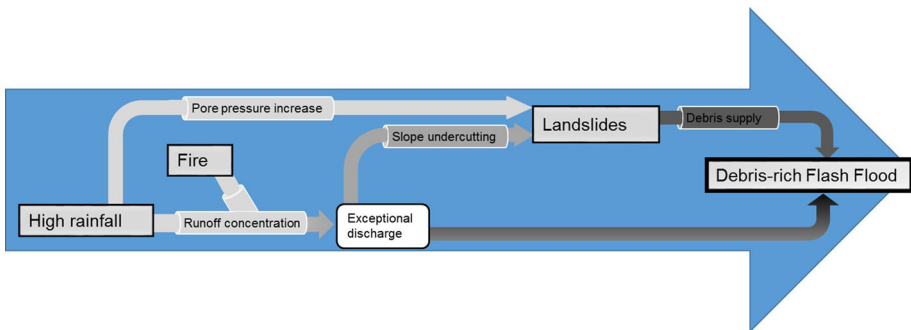 Pore pressure increase
Landslides
Debris supply
Slope undercutting
Fire
Debris-rich Flash Flood
High rainfall
Runoff concentration
Exceptional
discharge